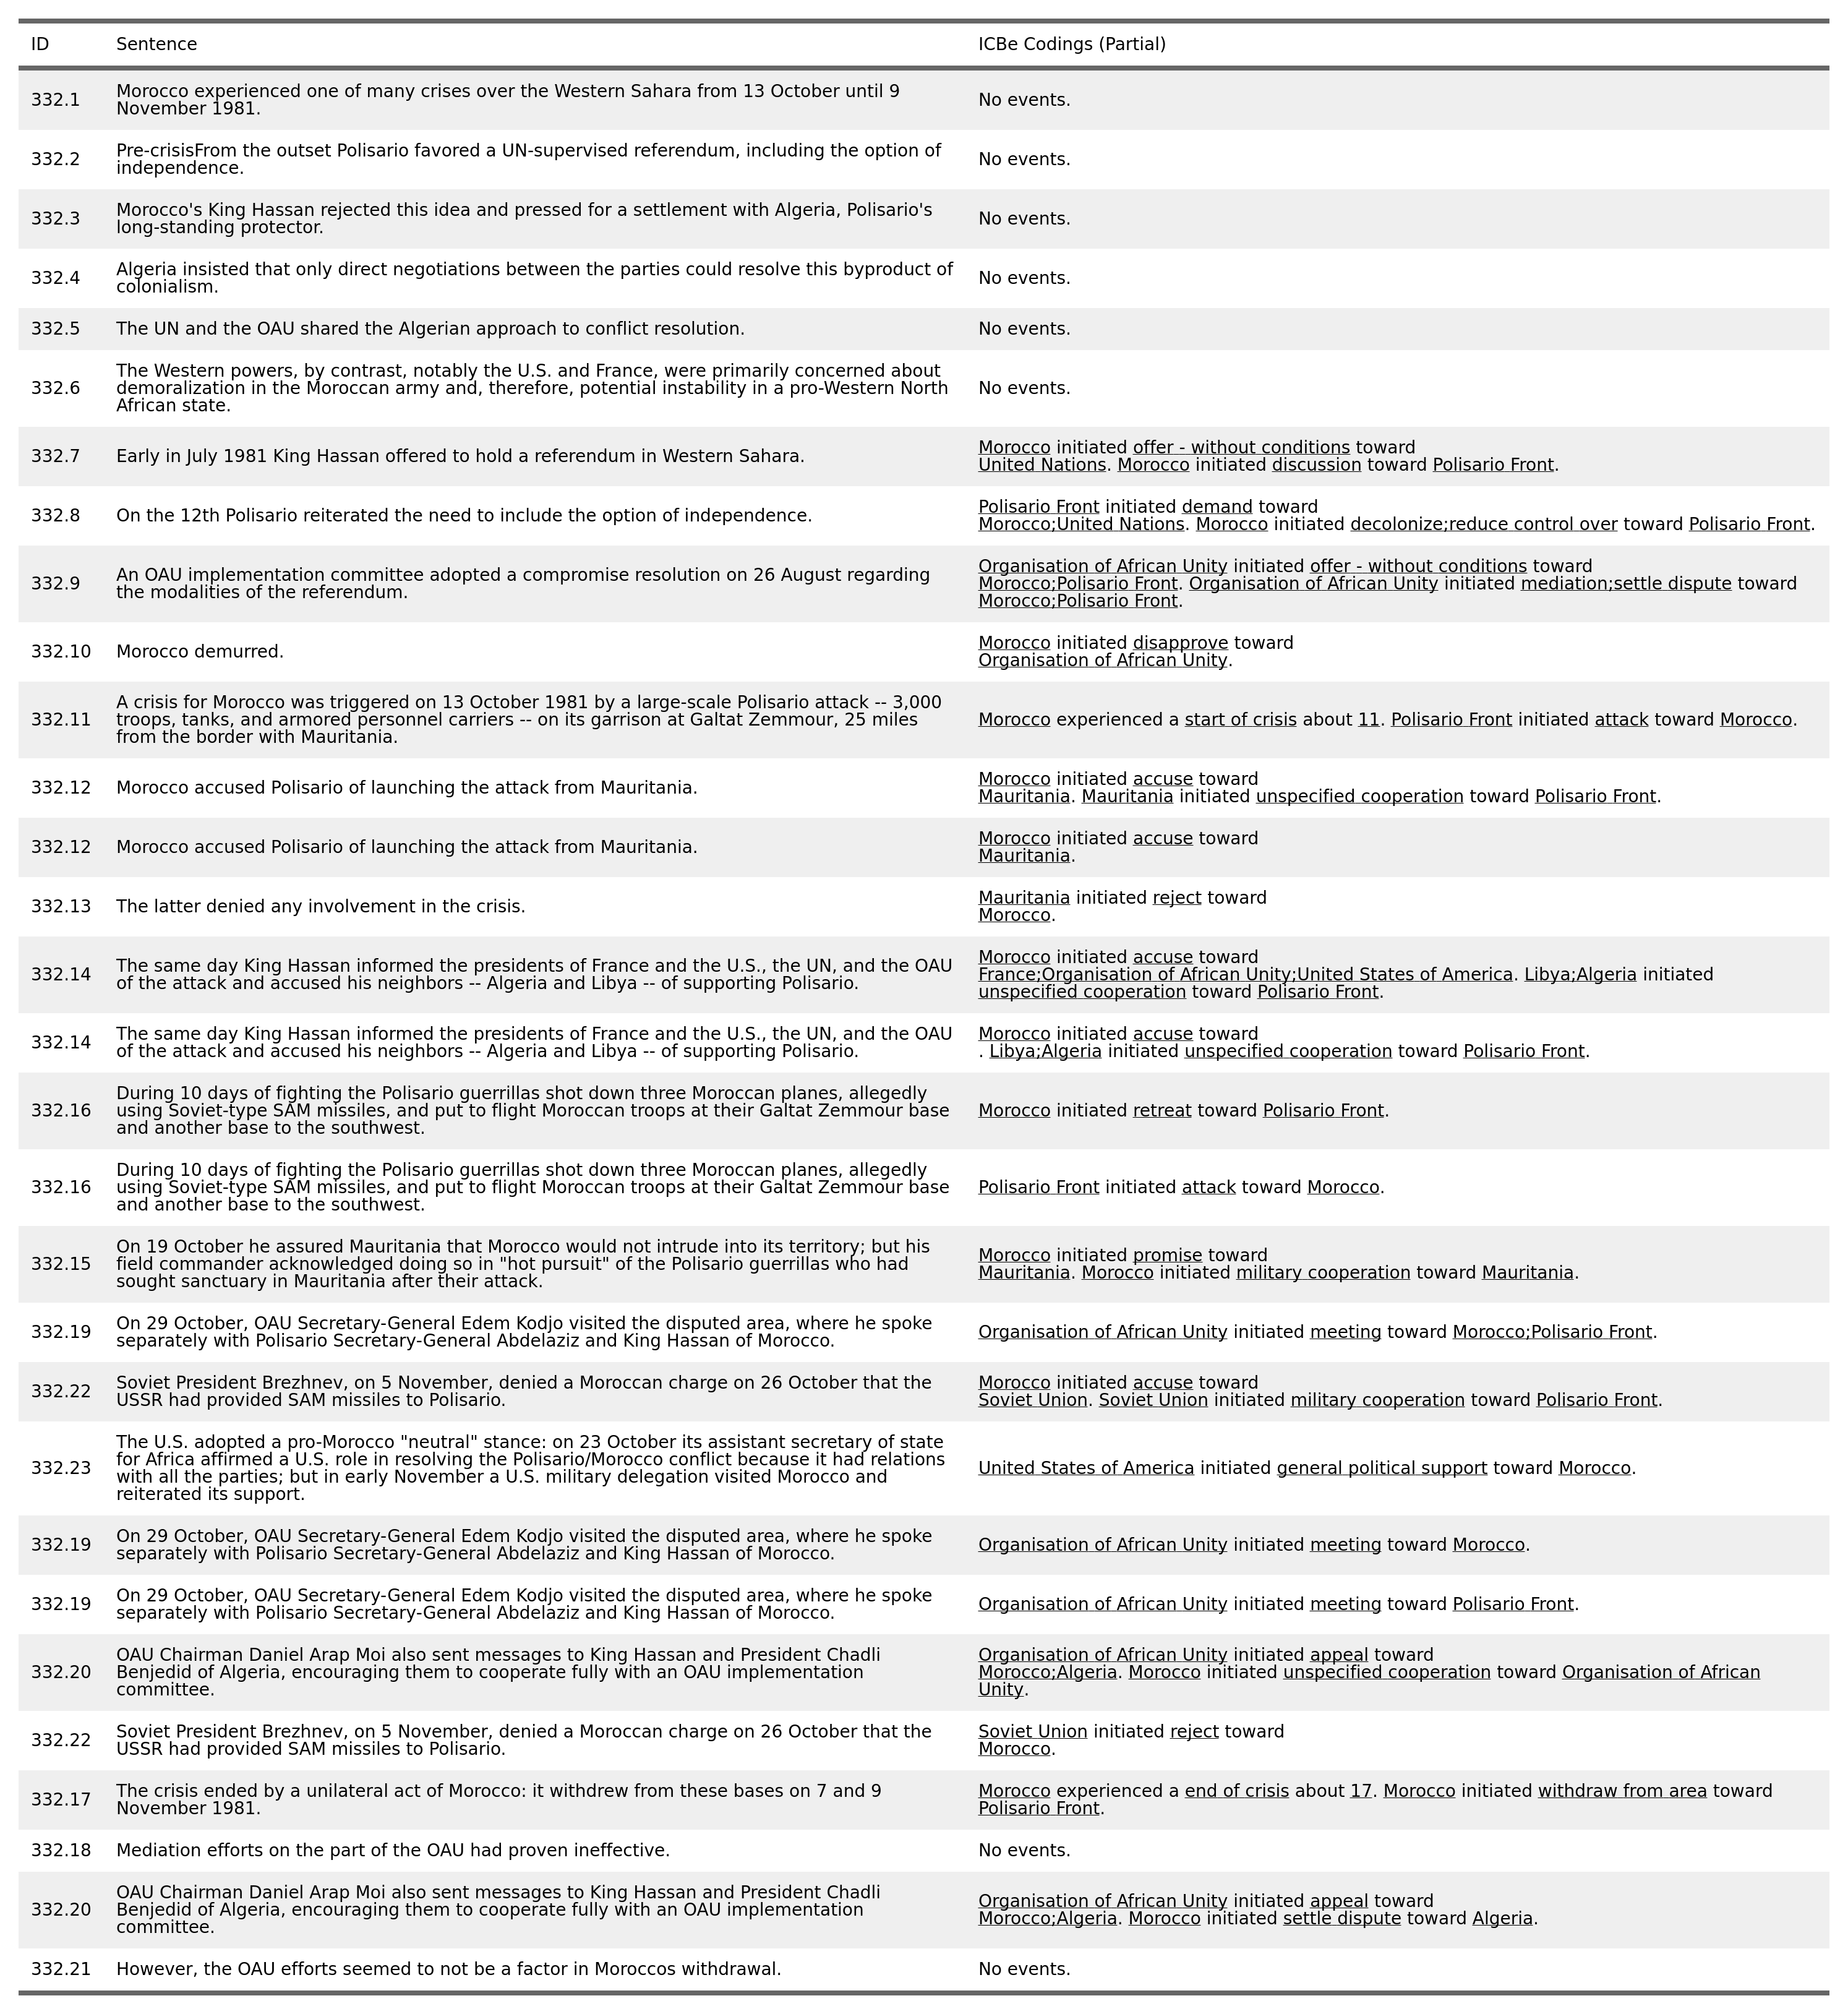 ID Sentence ICBe Codings (Partial)
332.1 Morocco experienced one of many crises over the Western Sahara from 13 October until 9
November 1981.
No events.
332.2 Pre-crisisFrom the outset Polisario favored a UN-supervised referendum, including the option of
independence.
No events.
332.3 Morocco's King Hassan rejected this idea and pressed for a settlement with Algeria, Polisario's
long-standing protector.
No events.
332.4 Algeria insisted that only direct negotiations between the parties could resolve this byproduct of
colonialism.
No events.
332.5 The UN and the OAU shared the Algerian approach to conflict resolution.
No events.
332.6 The Western powers, by contrast, notably the U.S. and France, were primarily concerned about
demoralization in the Moroccan army and, therefore, potential instability in a pro-Western North
African state.
No events.
332.7 Early in July 1981 King Hassan offered to hold a referendum in Western Sahara.
Morocco initiated offer - without conditions toward
United Nations. Morocco initiated discussion toward Polisario Front.
332.8 On the 12th Polisario reiterated the need to include the option of independence.
Polisario Front initiated demand toward
Morocco;United Nations. Morocco initiated decolonize;reduce control over toward Polisario Front.
332.9 An OAU implementation committee adopted a compromise resolution on 26 August regarding
the modalities of the referendum.
Organisation of African Unity initiated offer - without conditions toward
Morocco;Polisario Front. Organisation of African Unity initiated mediation;settle dispute toward
Morocco;Polisario Front.
332.10 Morocco demurred.
Morocco initiated disapprove toward
Organisation of African Unity.
332.11 A crisis for Morocco was triggered on 13 October 1981 by a large-scale Polisario attack -- 3,000
troops, tanks, and armored personnel carriers -- on its garrison at Galtat Zemmour, 25 miles
from the border with Mauritania.
Morocco experienced a start of crisis about 11. Polisario Front initiated attack toward Morocco.
332.12 Morocco accused Polisario of launching the attack from Mauritania.
Morocco initiated accuse toward
Mauritania. Mauritania initiated unspecified cooperation toward Polisario Front.
332.12 Morocco accused Polisario of launching the attack from Mauritania.
Morocco initiated accuse toward
Mauritania.
332.13 The latter denied any involvement in the crisis.
Mauritania initiated reject toward
Morocco.
332.14 The same day King Hassan informed the presidents of France and the U.S., the UN, and the OAU
of the attack and accused his neighbors -- Algeria and Libya -- of supporting Polisario.
Morocco initiated accuse toward
France;Organisation of African Unity;United States of America. Libya;Algeria initiated
unspecified cooperation toward Polisario Front.
332.14 The same day King Hassan informed the presidents of France and the U.S., the UN, and the OAU
of the attack and accused his neighbors -- Algeria and Libya -- of supporting Polisario.
Morocco initiated accuse toward
. Libya;Algeria initiated unspecified cooperation toward Polisario Front.
332.16 During 10 days of fighting the Polisario guerrillas shot down three Moroccan planes, allegedly
using Soviet-type SAM missiles, and put to flight Moroccan troops at their Galtat Zemmour base
and another base to the southwest.
Morocco initiated retreat toward Polisario Front.
332.16 During 10 days of fighting the Polisario guerrillas shot down three Moroccan planes, allegedly
using Soviet-type SAM missiles, and put to flight Moroccan troops at their Galtat Zemmour base
and another base to the southwest.
Polisario Front initiated attack toward Morocco.
332.15 On 19 October he assured Mauritania that Morocco would not intrude into its territory; but his
field commander acknowledged doing so in "hot pursuit" of the Polisario guerrillas who had
sought sanctuary in Mauritania after their attack.
Morocco initiated promise toward
Mauritania. Morocco initiated military cooperation toward Mauritania.
332.19 On 29 October, OAU Secretary-General Edem Kodjo visited the disputed area, where he spoke
separately with Polisario Secretary-General Abdelaziz and King Hassan of Morocco.
Organisation of African Unity initiated meeting toward Morocco;Polisario Front.
332.22 Soviet President Brezhnev, on 5 November, denied a Moroccan charge on 26 October that the
USSR had provided SAM missiles to Polisario.
Morocco initiated accuse toward
Soviet Union. Soviet Union initiated military cooperation toward Polisario Front.
332.23 The U.S. adopted a pro-Morocco "neutral" stance: on 23 October its assistant secretary of state
for Africa affirmed a U.S. role in resolving the Polisario/Morocco conflict because it had relations
with all the parties; but in early November a U.S. military delegation visited Morocco and
reiterated its support.
United States of America initiated general political support toward Morocco.
332.19 On 29 October, OAU Secretary-General Edem Kodjo visited the disputed area, where he spoke
separately with Polisario Secretary-General Abdelaziz and King Hassan of Morocco.
Organisation of African Unity initiated meeting toward Morocco.
332.19 On 29 October, OAU Secretary-General Edem Kodjo visited the disputed area, where he spoke
separately with Polisario Secretary-General Abdelaziz and King Hassan of Morocco.
Organisation of African Unity initiated meeting toward Polisario Front.
332.20 OAU Chairman Daniel Arap Moi also sent messages to King Hassan and President Chadli
Benjedid of Algeria, encouraging them to cooperate fully with an OAU implementation
committee.
Organisation of African Unity initiated appeal toward
Morocco;Algeria. Morocco initiated unspecified cooperation toward Organisation of African
Unity.
332.22 Soviet President Brezhnev, on 5 November, denied a Moroccan charge on 26 October that the
USSR had provided SAM missiles to Polisario.
Soviet Union initiated reject toward
Morocco.
332.17 The crisis ended by a unilateral act of Morocco: it withdrew from these bases on 7 and 9
November 1981.
Morocco experienced a end of crisis about 17. Morocco initiated withdraw from area toward
Polisario Front.
332.18 Mediation efforts on the part of the OAU had proven ineffective.
No events.
332.20 OAU Chairman Daniel Arap Moi also sent messages to King Hassan and President Chadli
Benjedid of Algeria, encouraging them to cooperate fully with an OAU implementation
committee.
Organisation of African Unity initiated appeal toward
Morocco;Algeria. Morocco initiated settle dispute toward Algeria.
332.21 However, the OAU efforts seemed to not be a factor in Moroccos withdrawal.
No events.